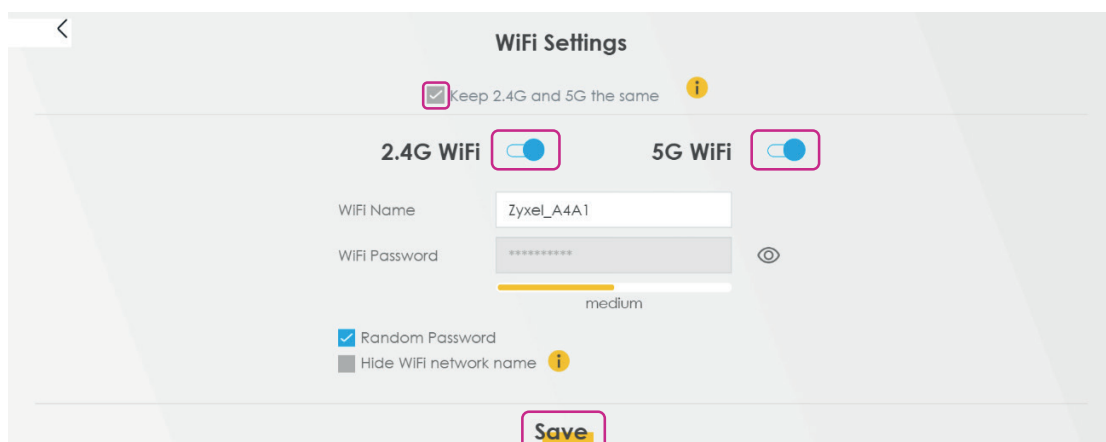 WiFi Settings
Keep 2.4G and 5G the same i
2.4G WiFi 5G WiFi
WiFi Name Zyxel_A4A1
WiFi Password **********
medium
Random Password
Hide WiFi network name i
Save